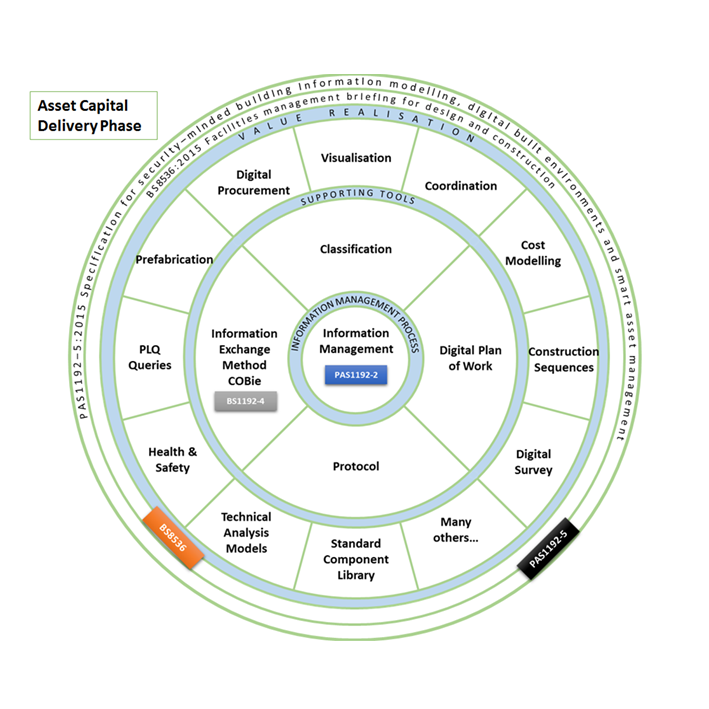 Asset Capital
Delivery Phase
PAS1192-5:2015 Specification for security-minded building information modelling, digital built environments and smart asset management
BS8536:2015 Facilities management briefing for design and construction
VALUE REALISATION
Visualisation
Coordination
Cost
Modelling
Construction
Sequences
Digital
Survey
Many
others...
Standard
Component
Library
Technical
Analysis
Models
Health &
Safety
PLQ
Queries
Prefabrication
Digital
Procurement
SUPPORTING TOOLS
Classification
Digital Plan
of Work
Protocol
Information
Exchange
Method
COBie
BS1192-4
INFORMATION MANAGEMENT PROCESS
Information
Management
PAS1192-2
BS8536
PAS1192-5